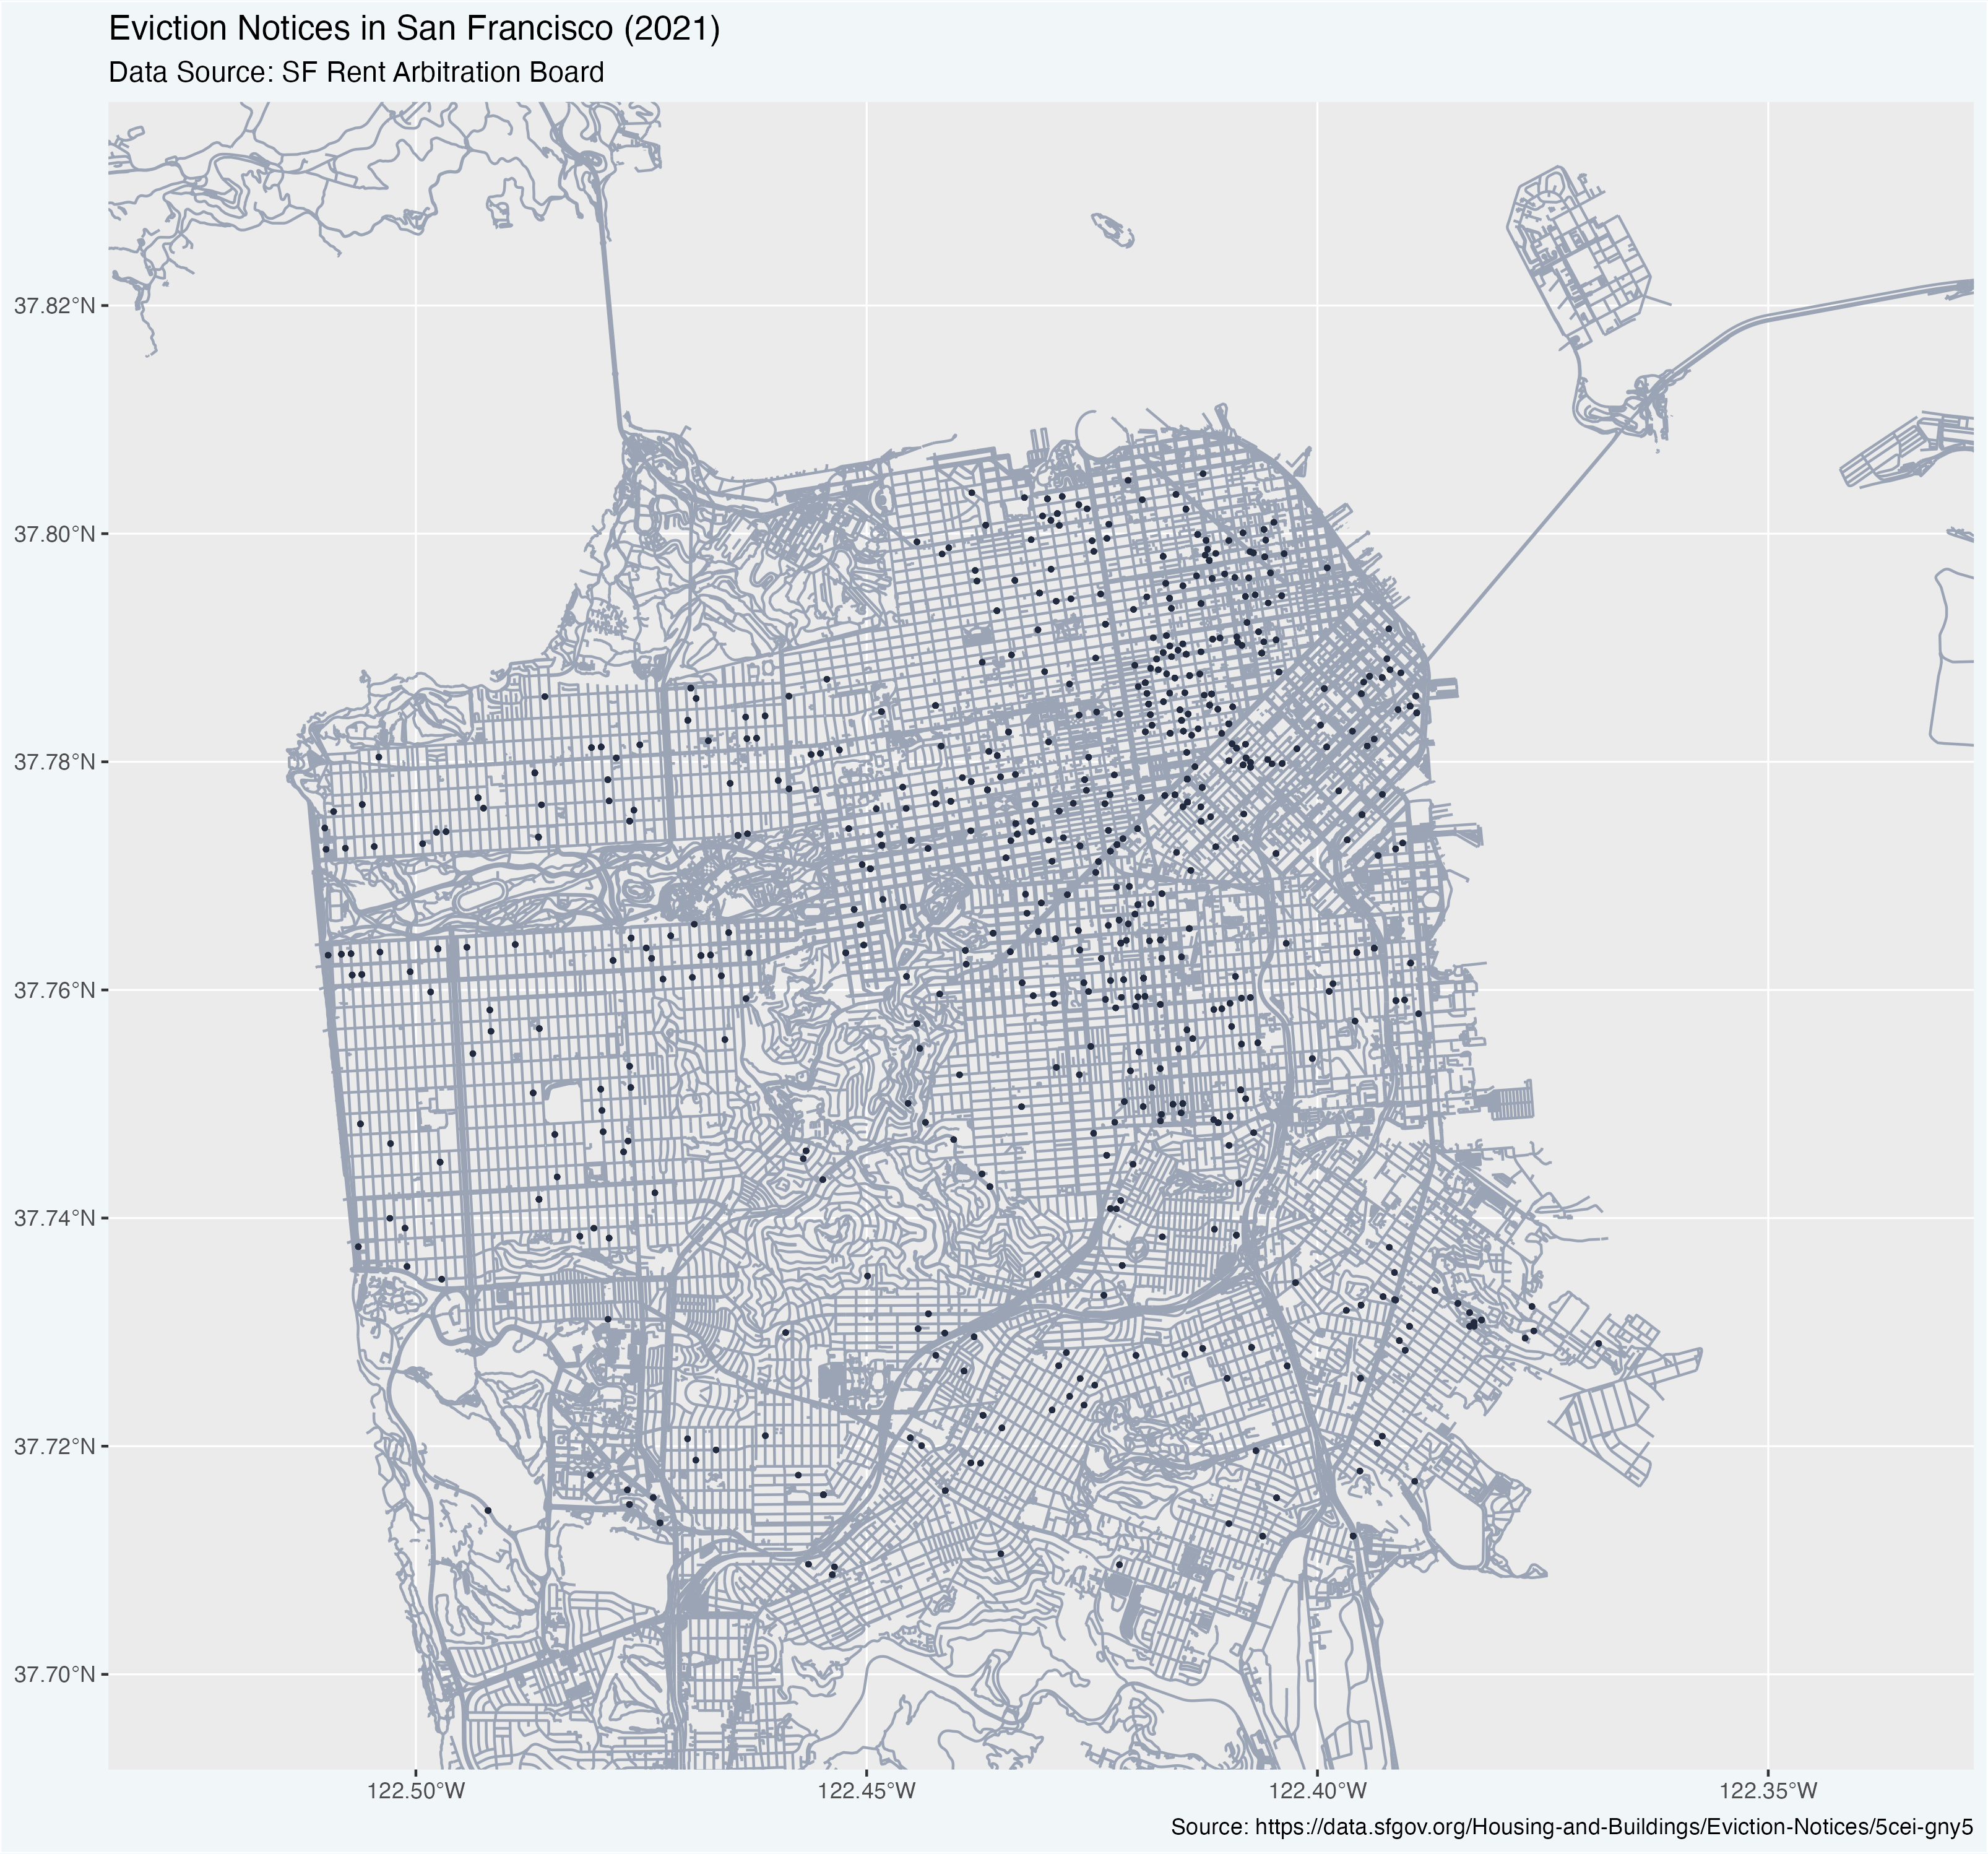 Eviction Notices in San Francisco (2021)
Data Source: SF Rent Arbitration Board
37.82°N
37.80°N
37.78°N
37.76°N
37.74°N
37.72°N
37.70°N
122.50°W
122.45°W
122.40°W
122.35°W
Source: https://data.sfgov.org/Housing-and-Buildings/Eviction-Notices/5cei-gny5